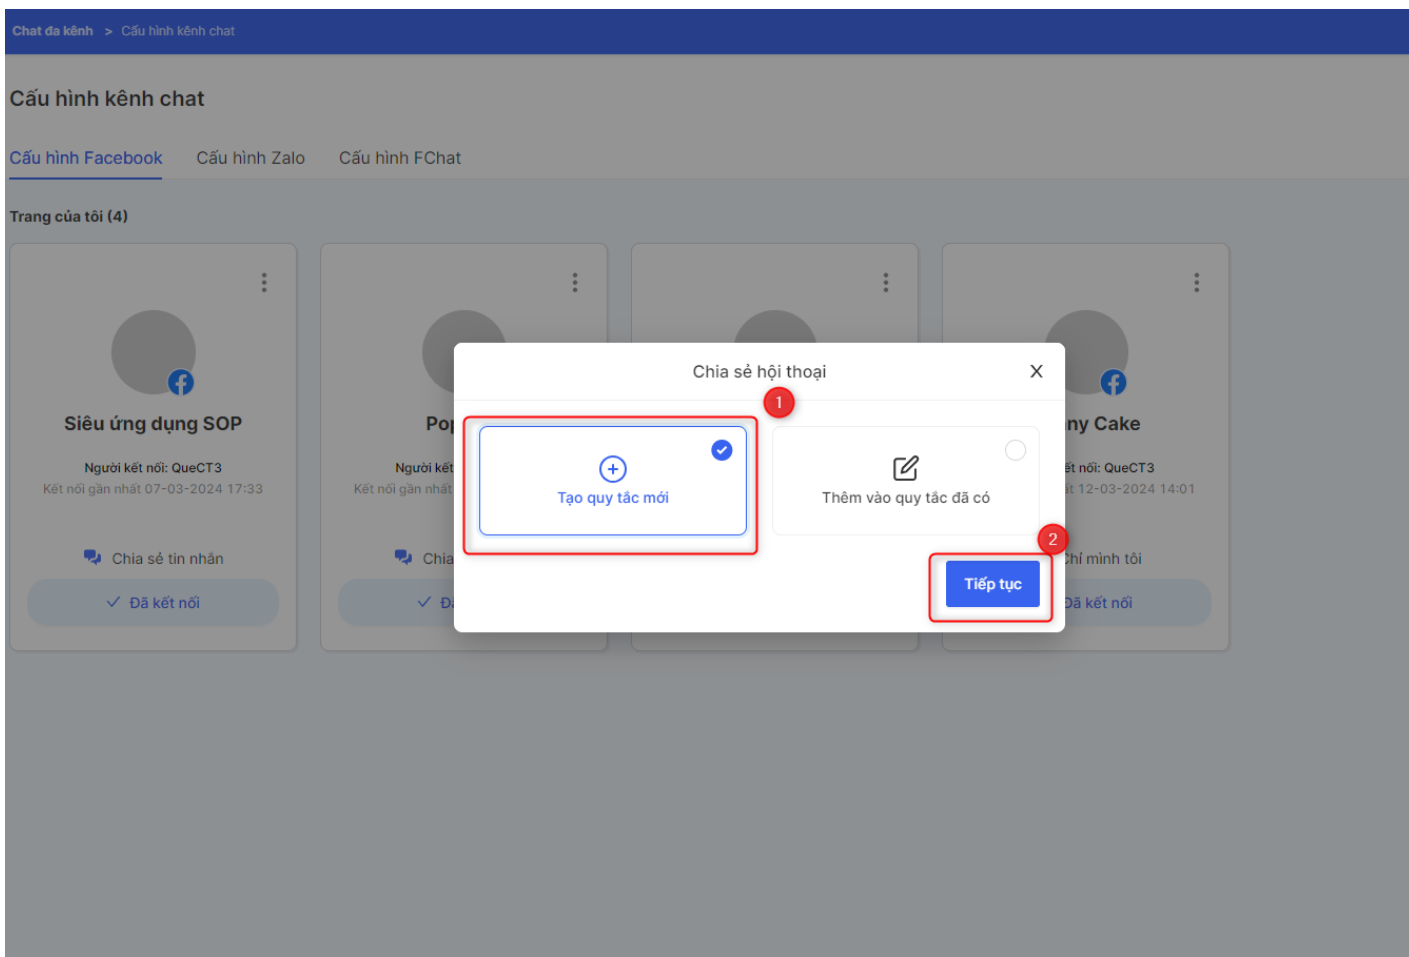 Chat đa kênh > Cấu hình kênh chat
Cấu hình kênh chat
Cấu hình Facebook Cấu hình Zalo Cấu hình FChat
Trang của tôi (4)
Siêu ứng dụng SOP
Người kết nối: QueCT3
Kết nối gần nhất 07-03-2024 17:33
Chia sẻ tin nhắn
Đã kết nối
Người kết
Kết nối gần nhất
Chia sẻ hội thoại X
1
Tạo quy tắc mới
Thêm vào quy tắc đã có
2
Tiếp tục
Cake
nối: QueCT3
12-03-2024 14:01
Chỉ mình tôi
Đã kết nối